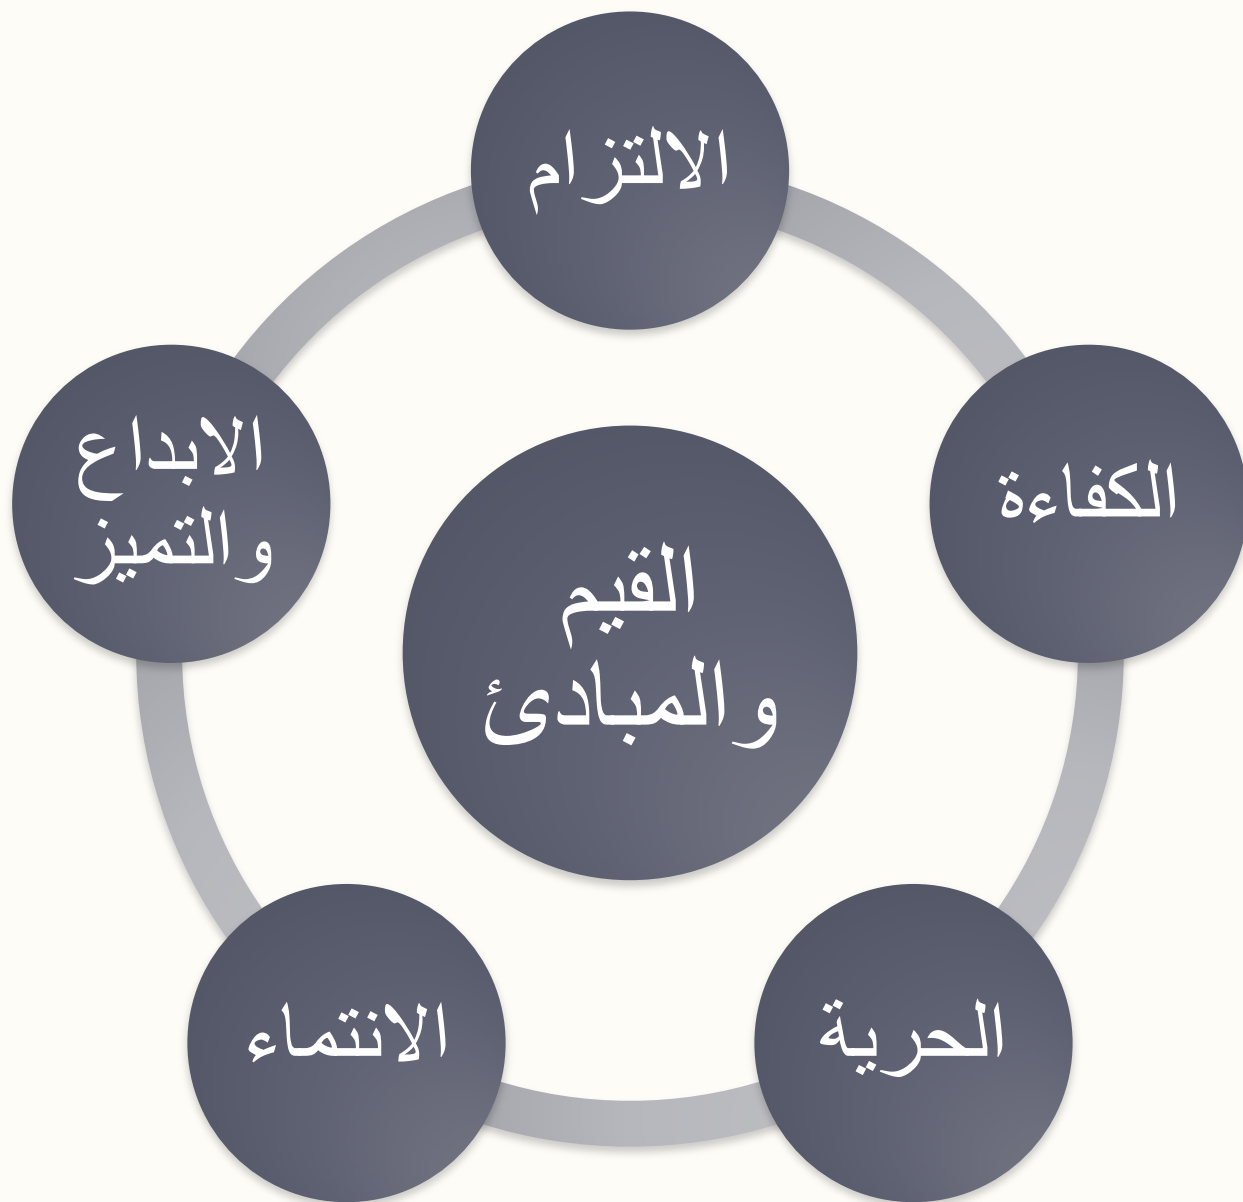 الالتزام
الكفاءة
الحرية
الانتماء
الابداع
والتميز
القيم
والمبادئ